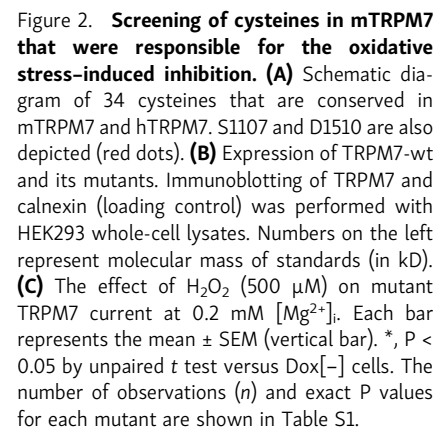 Figure 2. Screening of cysteines in mTRPM7
that were responsible for the oxidative
stress–induced inhibition. (A) Schematic dia-
gram of 34 cysteines that are conserved in
mTRPM7 and hTRPM7. S1107 and D1510 are also
depicted (red dots). (B) Expression of TRPM7-wt
and its mutants. Immunoblotting of TRPM7 and
calnexin (loading control) was performed with
HEK293 whole-cell lysates. Numbers on the left
represent molecular mass of standards (in kD).
(C) The effect of H₂O₂ (500 μM) on mutant
TRPM7 current at 0.2 mM [Mg²⁺]ᵢ. Each bar
represents the mean ± SEM (vertical bar). *, P <
0.05 by unpaired t test versus Dox[−] cells. The
number of observations (n) and exact P values
for each mutant are shown in Table S1.